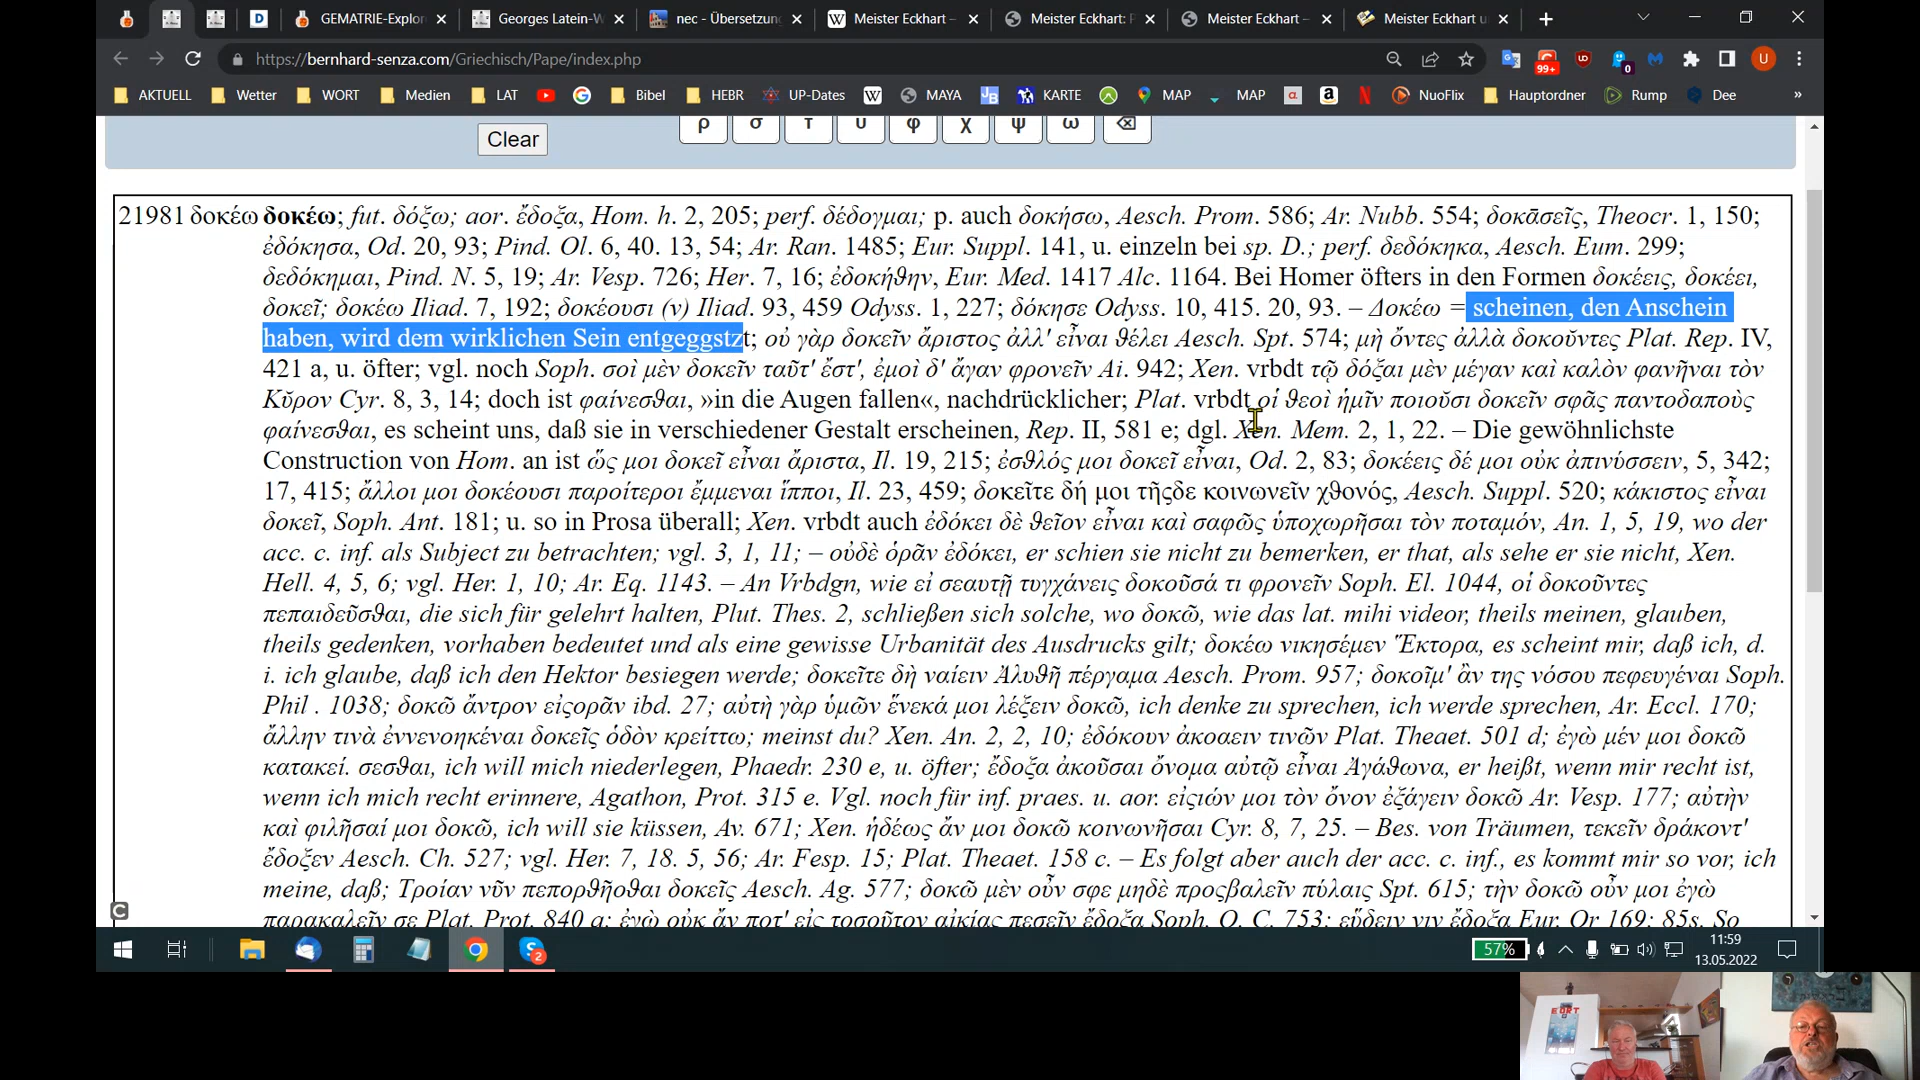 GEMATRIE-Explor
Georges Latein-W
nec - Übersetzung
Meister Eckhart –
Meister Eckhart: P
Meister Eckhart –
Meister Eckhart u
https://bernhard-senza.com/Griechisch/Pape/index.php
99+
0
U
AKTUELL Wetter WORT Medien LAT Bibel HEBR UP-Dates MAYA KARTE MAP MAP NuoFlix Hauptordner Rump Dee »
Clear ρ σ τ υ φ χ ψ ω
21981 δοκέω δοκέω; fut. δόξω; aor. ἔδοξα, Hom. h. 2, 205; perf. δέδογμαι; p. auch δοκήσω, Aesch. Prom. 586; Ar. Nubb. 554; δοκᾱσεῖς, Theocr. 1, 150;
ἐδόκησα, Od. 20, 93; Pind. Ol. 6, 40. 13, 54; Ar. Ran. 1485; Eur. Suppl. 141, u. einzeln bei sp. D.; perf. δεδόκηκα, Aesch. Eum. 299;
δεδόκημαι, Pind. N. 5, 19; Ar. Vesp. 726; Her. 7, 16; ἐδοκήθην, Eur. Med. 1417 Alc. 1164. Bei Homer öfters in den Formen δοκέεις, δοκέει,
δοκεῖ; δοκέω Iliad. 7, 192; δοκέουσι (ν) Iliad. 93, 459 Odyss. 1, 227; δόκησε Odyss. 10, 415. 20, 93. – Δοκέω = scheinen, den Anschein
haben, wird dem wirklichen Sein entgeggstzt; οὐ γὰρ δοκεῖν ἄριστος ἀλλ' εἶναι θέλει Aesch. Spt. 574; μὴ ὄντες ἀλλὰ δοκοῦντες Plat. Rep. IV,
421 a, u. öfter; vgl. noch Soph. σοὶ μὲν δοκεῖν ταῦτ' ἔστ', ἐμοὶ δ' ἄγαν φρονεῖν Ai. 942; Xen. vrbdt τῷ δόξαι μὲν μέγαν καὶ καλὸν φανῆναι τὸν
Κῦρον Cyr. 8, 3, 14; doch ist φαίνεσθαι, »in die Augen fallen«, nachdrücklicher; Plat. vrbdt οἱ θεοὶ ἡμῖν ποιοῦσι δοκεῖν σφᾶς παντοδαποὺς
φαίνεσθαι, es scheint uns, daß sie in verschiedener Gestalt erscheinen, Rep. II, 581 e; dgl. Xen. Mem. 2, 1, 22. – Die gewöhnlichste
Construction von Hom. an ist ὥς μοι δοκεῖ εἶναι ἄριστα, Il. 19, 215; ἐσθλός μοι δοκεῖ εἶναι, Od. 2, 83; δοκέεις δέ μοι οὐκ ἀπινύσσειν, 5, 342;
17, 415; ἄλλοι μοι δοκέουσι παροίτεροι ἔμμεναι ἵπποι, Il. 23, 459; δοκεῖτε δή μοι τῆςδε κοινωνεῖν χθονός, Aesch. Suppl. 520; κάκιστος εἶναι
δοκεῖ, Soph. Ant. 181; u. so in Prosa überall; Xen. vrbdt auch ἐδόκει δὲ θεῖον εἶναι καὶ σαφῶς ὑποχωρῆσαι τὸν ποταμόν, An. 1, 5, 19, wo der
acc. c. inf. als Subject zu betrachten; vgl. 3, 1, 11; – οὐδὲ ὁρᾶν ἐδόκει, er schien sie nicht zu bemerken, er that, als sehe er sie nicht, Xen.
Hell. 4, 5, 6; vgl. Her. 1, 10; Ar. Eq. 1143. – An Vrbdgn, wie εἰ σεαυτῇ τυγχάνεις δοκοῦσά τι φρονεῖν Soph. El. 1044, οἱ δοκοῦντες
πεπαιδεῦσθαι, die sich für gelehrt halten, Plut. Thes. 2, schließen sich solche, wo δοκῶ, wie das lat. mihi videor, theils meinen, glauben,
theils gedenken, vorhaben bedeutet und als eine gewisse Urbanität des Ausdrucks gilt; δοκέω νικησέμεν Ἕκτορα, es scheint mir, daß ich, d.
i. ich glaube, daß ich den Hektor besiegen werde; δοκεῖτε δὴ ναίειν Ἀλυθῆ πέργαμα Aesch. Prom. 957; δοκοῖμ' ἂν της νόσου πεφευγέναι Soph.
Phil . 1038; δοκῶ ἄντρον εἰςορᾶν ibd. 27; αὐτὴ γὰρ ὑμῶν ἕνεκά μοι λέξειν δοκῶ, ich denke zu sprechen, ich werde sprechen, Ar. Eccl. 170;
ἄλλην τινὰ ἐννενοηκέναι δοκεῖς ὁδὸν κρείττω; meinst du? Xen. An. 2, 2, 10; ἐδόκουν ἀκοαειν τινῶν Plat. Theaet. 501 d; ἐγὼ μέν μοι δοκῶ
κατακεί. σεσθαι, ich will mich niederlegen, Phaedr. 230 e, u. öfter; ἔδοξα ἀκοῦσαι ὄνομα αὐτῷ εἶναι Ἀγάθωνα, er heißt, wenn mir recht ist,
wenn ich mich recht erinnere, Agathon, Prot. 315 e. Vgl. noch für inf. praes. u. aor. εἰςιών μοι τὸν ὄνον ἐξάγειν δοκῶ Ar. Vesp. 177; αὐτὴν
καὶ φιλῆσαί μοι δοκῶ, ich will sie küssen, Av. 671; Xen. ἡδέως ἄν μοι δοκῶ κοινωνῆσαι Cyr. 8, 7, 25. – Bes. von Träumen, τεκεῖν δράκοντ'
ἔδοξεν Aesch. Ch. 527; vgl. Her. 7, 18. 5, 56; Ar. Fesp. 15; Plat. Theaet. 158 c. – Es folgt aber auch der acc. c. inf., es kommt mir so vor, ich
meine, daß; Τροίαν νῦν πεπορθῆοθαι δοκεῖς Aesch. Ag. 577; δοκῶ μὲν οὖν σφε μηδὲ προςβαλεῖν πύλαις Spt. 615; τὴν δοκῶ οὖν μοι ἐγὼ
παρακαλεῖν σε Plat. Prot. 840 a; ἐγὼ οὐκ ἄν ποτ' εἰς τοσοῦτον αἰκίας πεσεῖν ἔδοξα Soph. O. C. 753; εὕδειν γιν ἔδοξα Eur. Or 169; 85s. So
57%
11:59
13.05.2022
2